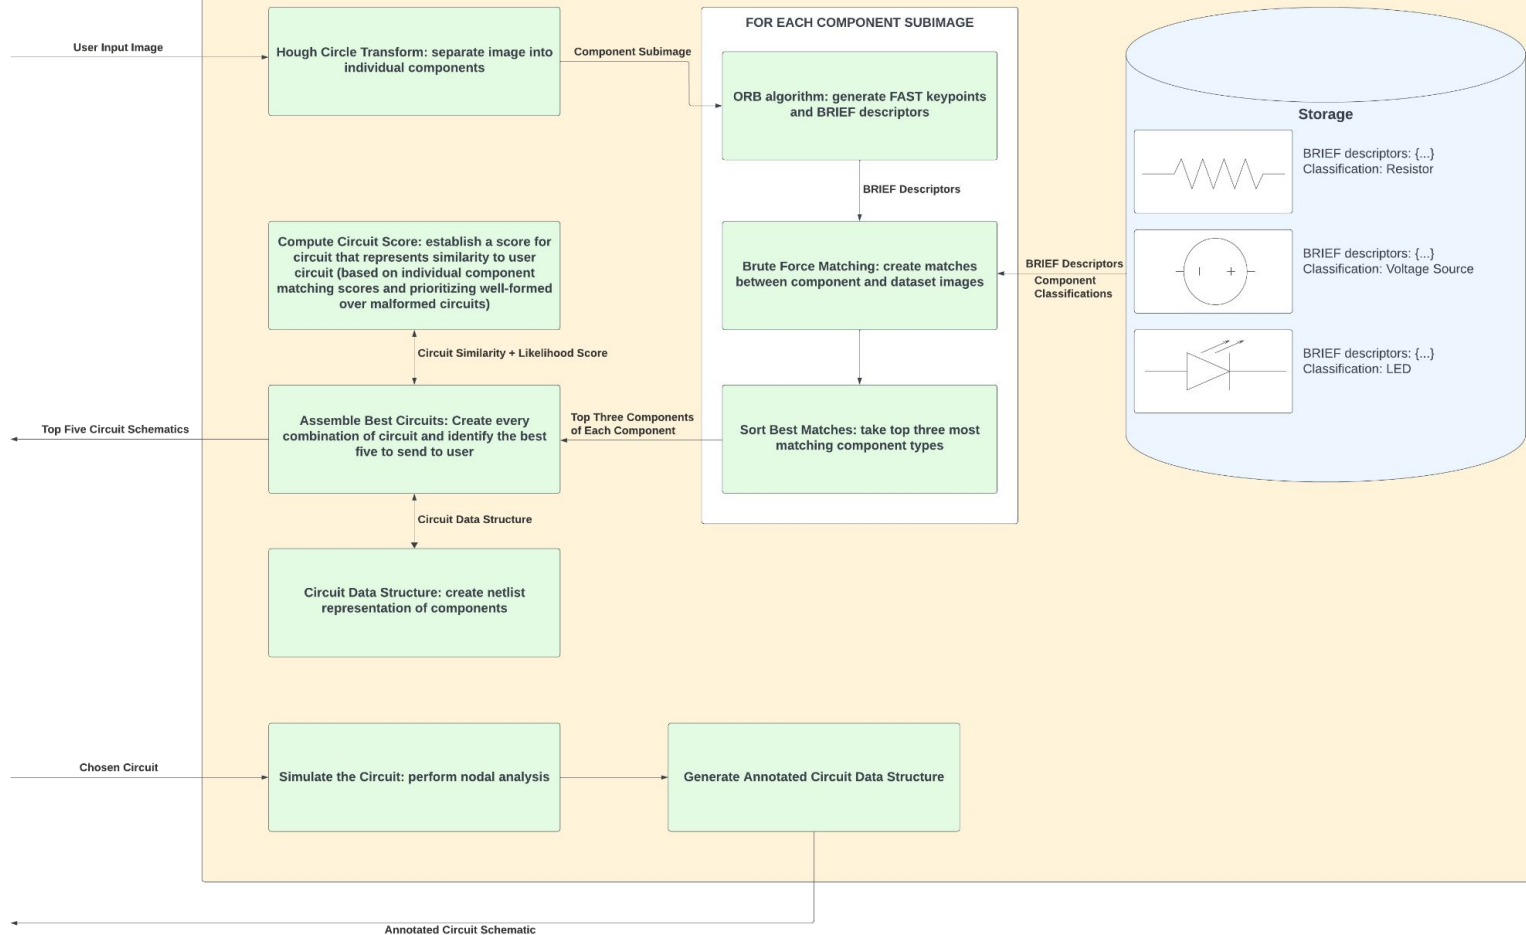 User Input Image
Hough Circle Transform: separate image into
individual components
Component Subimage
FOR EACH COMPONENT SUBIMAGE
ORB algorithm: generate FAST keypoints
and BRIEF descriptors
BRIEF Descriptors
Brute Force Matching: create matches
between component and dataset images
BRIEF Descriptors
Component
Classifications
Storage
BRIEF descriptors: {...}
Classification: Resistor
BRIEF descriptors: {...}
Classification: Voltage Source
BRIEF descriptors: {...}
Classification: LED
Sort Best Matches: take top three most
matching component types
Top Three Components
of Each Component
Compute Circuit Score: establish a score for
circuit that represents similarity to user
circuit (based on individual component
matching scores and prioritizing well-formed
over malformed circuits)
Circuit Similarity + Likelihood Score
Assemble Best Circuits: Create every
combination of circuit and identify the best
five to send to user
Top Five Circuit Schematics
Circuit Data Structure
Circuit Data Structure: create netlist
representation of components
Chosen Circuit
Simulate the Circuit: perform nodal analysis
Generate Annotated Circuit Data Structure
Annotated Circuit Schematic